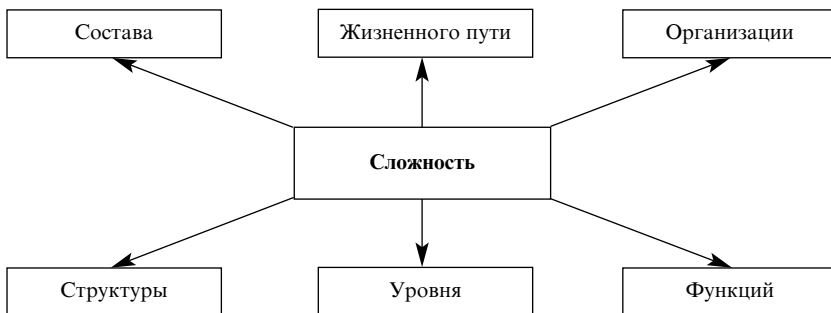 Состава
Жизненного пути
Организации
Сложность
Структуры
Уровня
Функций